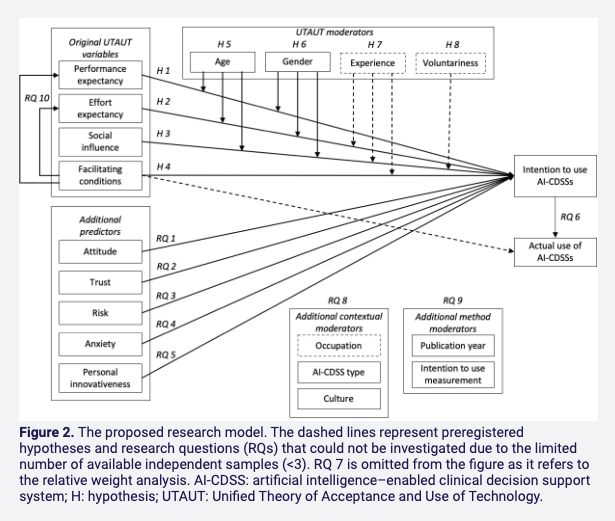 UTAUT moderators
Original UTAUT
variables
H 5
H 6
H 7
H 8
Age
Gender
Experience
Voluntariness
Performance
expectancy
H 1
RQ 10
Effort
expectancy
H 2
Social
influence
H 3
Facilitating
conditions
H 4
Intention to use
AI-CDSSs
RQ 6
Actual use of
AI-CDSSs
Additional
predictors
Attitude
RQ 1
Trust
RQ 2
Risk
RQ 3
Anxiety
RQ 4
Personal
innovativeness
RQ 5
RQ 8
Additional contextual
moderators
Occupation
AI-CDSS type
Culture
RQ 9
Additional method
moderators
Publication year
Intention to use
measurement
Figure 2. The proposed research model. The dashed lines represent preregistered
hypotheses and research questions (RQs) that could not be investigated due to the limited
number of available independent samples (<3). RQ 7 is omitted from the figure as it refers to
the relative weight analysis. AI-CDSS: artificial intelligence–enabled clinical decision support
system; H: hypothesis; UTAUT: Unified Theory of Acceptance and Use of Technology.